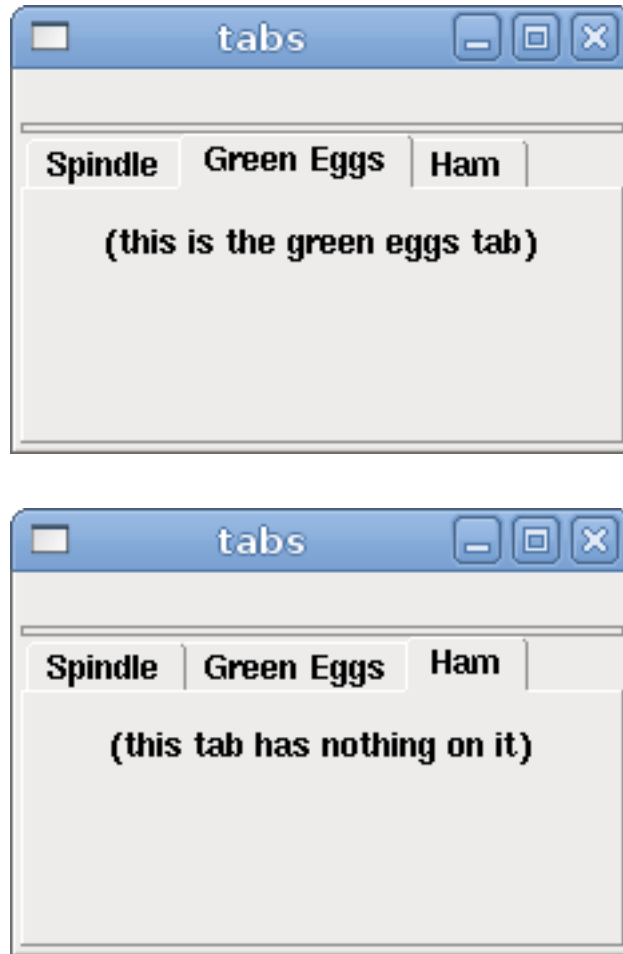 tabs
Spindle Green Eggs Ham
(this is the green eggs tab)
tabs
Spindle Green Eggs Ham
(this tab has nothing on it)